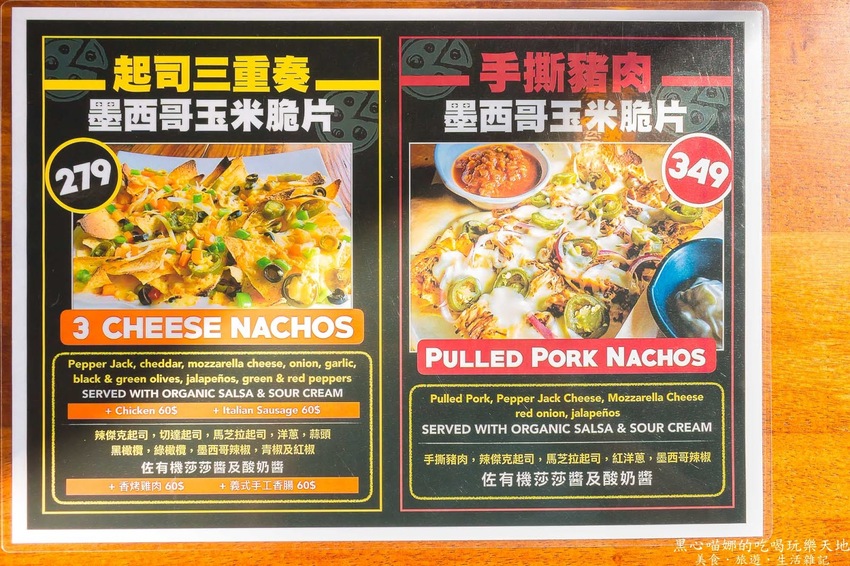 起司三重奏
墨西哥玉米脆片
279
3 CHEESE NACHOS
Pepper Jack, cheddar, mozzarella cheese, onion, garlic,
black & green olives, jalapeños, green & red peppers
SERVED WITH ORGANIC SALSA & SOUR CREAM
+ Chicken 60$ + Italian Sausage 60$
辣傑克起司，切達起司，馬芝拉起司，洋蔥，蒜頭
黑橄欖，綠橄欖，墨西哥辣椒，青椒及紅椒
佐有機莎莎醬及酸奶醬
+ 香烤雞肉 60$ + 義式手工香腸 60$
手撕豬肉
墨西哥玉米脆片
349
PULLED PORK NACHOS
Pulled Pork, Pepper Jack Cheese, Mozzarella Cheese
red onion, jalapeños
SERVED WITH ORGANIC SALSA & SOUR CREAM
手撕豬肉，辣傑克起司，馬芝拉起司，紅洋蔥，墨西哥辣椒
佐有機莎莎醬及酸奶醬
黑心喵娜的吃喝玩樂天地
美食．旅遊．生活雜記